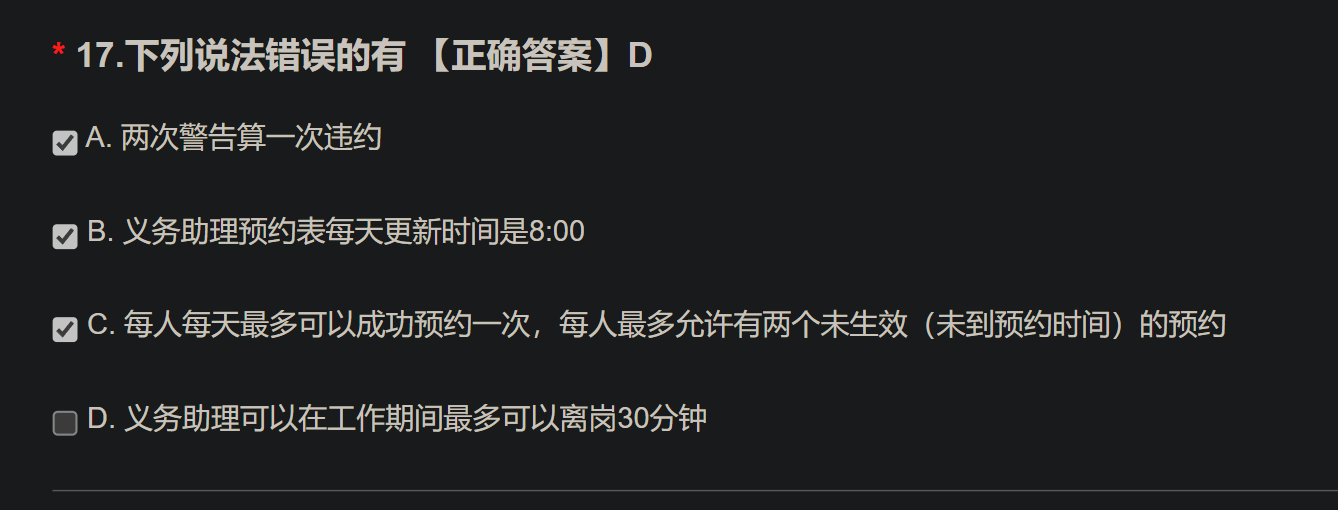 * 17.下列说法错误的有 【正确答案】D
A. 两次警告算一次违约
B. 义务助理预约表每天更新时间是8:00
C. 每人每天最多可以成功预约一次，每人最多允许有两个未生效（未到预约时间）的预约
D. 义务助理可以在工作期间最多可以离岗30分钟